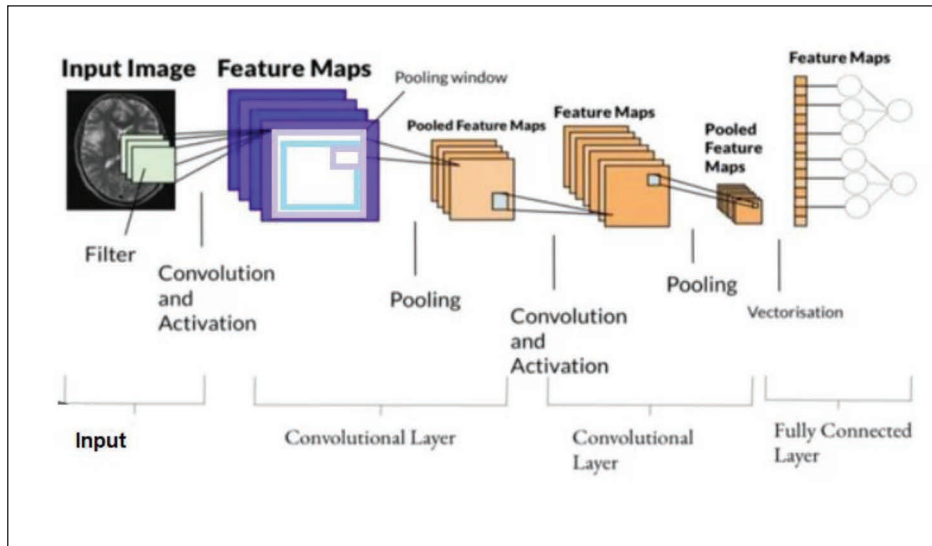 Input Image
Feature Maps
Pooling window
Pooled Feature Maps
Feature Maps
Pooled
Feature
Maps
Feature Maps
Filter
Convolution
and
Activation
Pooling
Convolution
and
Activation
Pooling
Vectorisation
Input
Convolutional Layer
Convolutional
Layer
Fully Connected
Layer